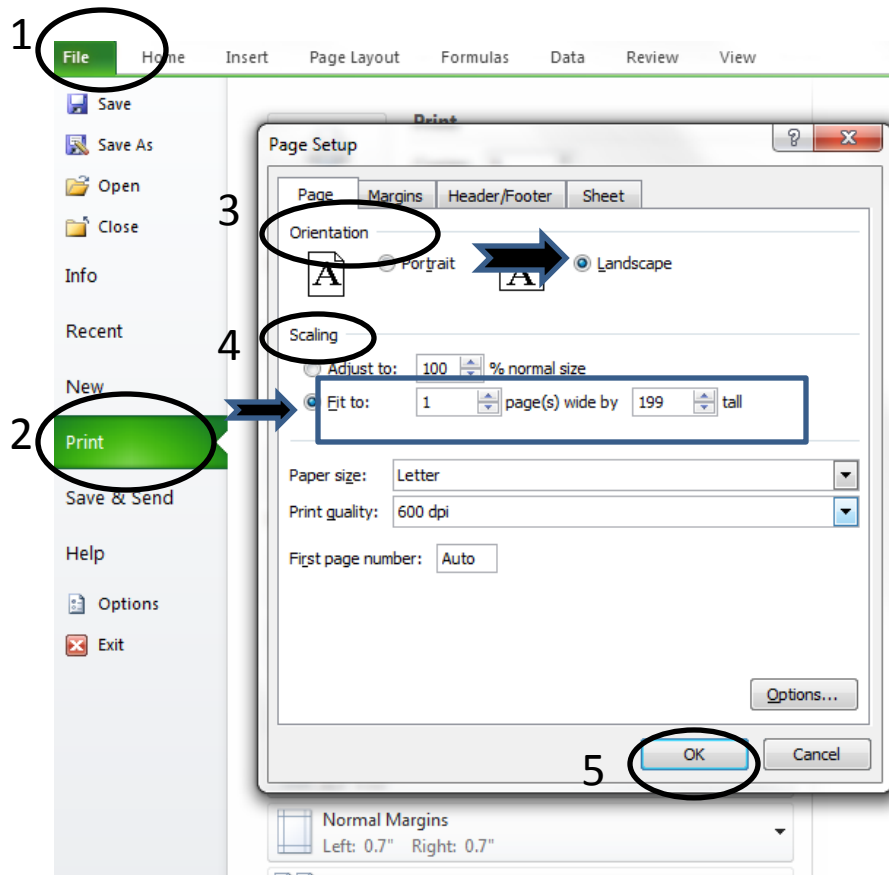 1
File Home Insert Page Layout Formulas Data Review View
Save
Save As
Open
Close
Info
Recent
New
2
Print
Save & Send
Help
Options
Exit
Print
Page Setup
Page Margins Header/Footer Sheet
3
Orientation
A Portrait A Landscape
4
Scaling
Adjust to: 100 % normal size
Fit to: 1 page(s) wide by 199 tall
Paper size: Letter
Print quality: 600 dpi
First page number: Auto
Options...
5
OK Cancel
Normal Margins
Left: 0.7" Right: 0.7"